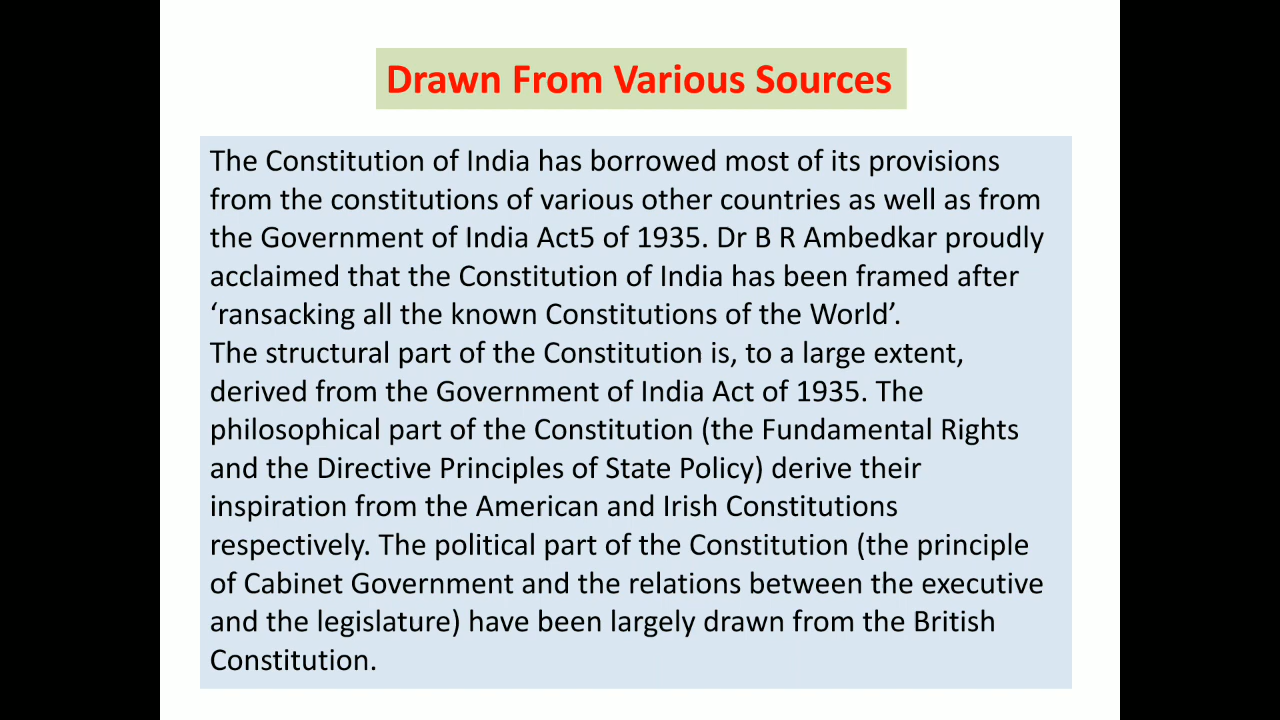 Drawn From Various Sources
The Constitution of India has borrowed most of its provisions
from the constitutions of various other countries as well as from
the Government of India Act5 of 1935. Dr B R Ambedkar proudly
acclaimed that the Constitution of India has been framed after
‘ransacking all the known Constitutions of the World’.
The structural part of the Constitution is, to a large extent,
derived from the Government of India Act of 1935. The
philosophical part of the Constitution (the Fundamental Rights
and the Directive Principles of State Policy) derive their
inspiration from the American and Irish Constitutions
respectively. The political part of the Constitution (the principle
of Cabinet Government and the relations between the executive
and the legislature) have been largely drawn from the British
Constitution.